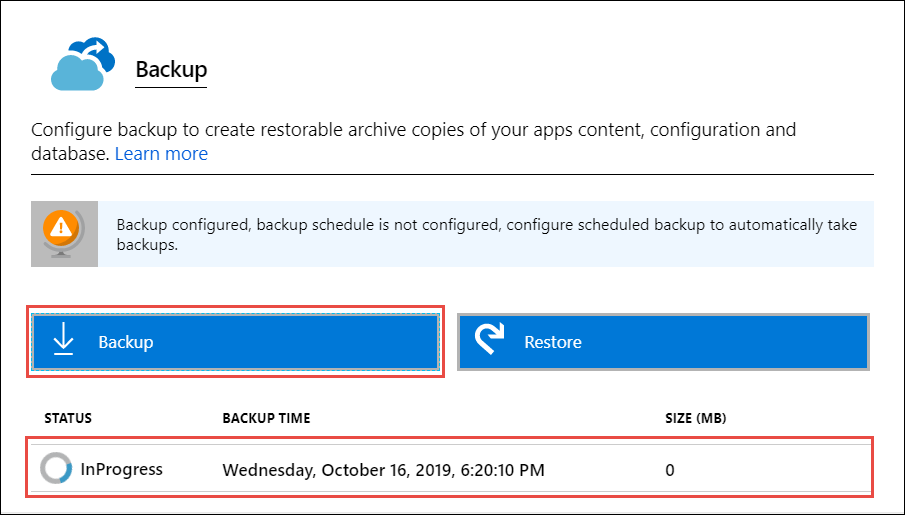 Backup
Configure backup to create restorable archive copies of your apps content, configuration and
database. Learn more
Backup configured, backup schedule is not configured, configure scheduled backup to automatically take
backups.
Backup
Restore
STATUS BACKUP TIME SIZE (MB)
InProgress Wednesday, October 16, 2019, 6:20:10 PM 0